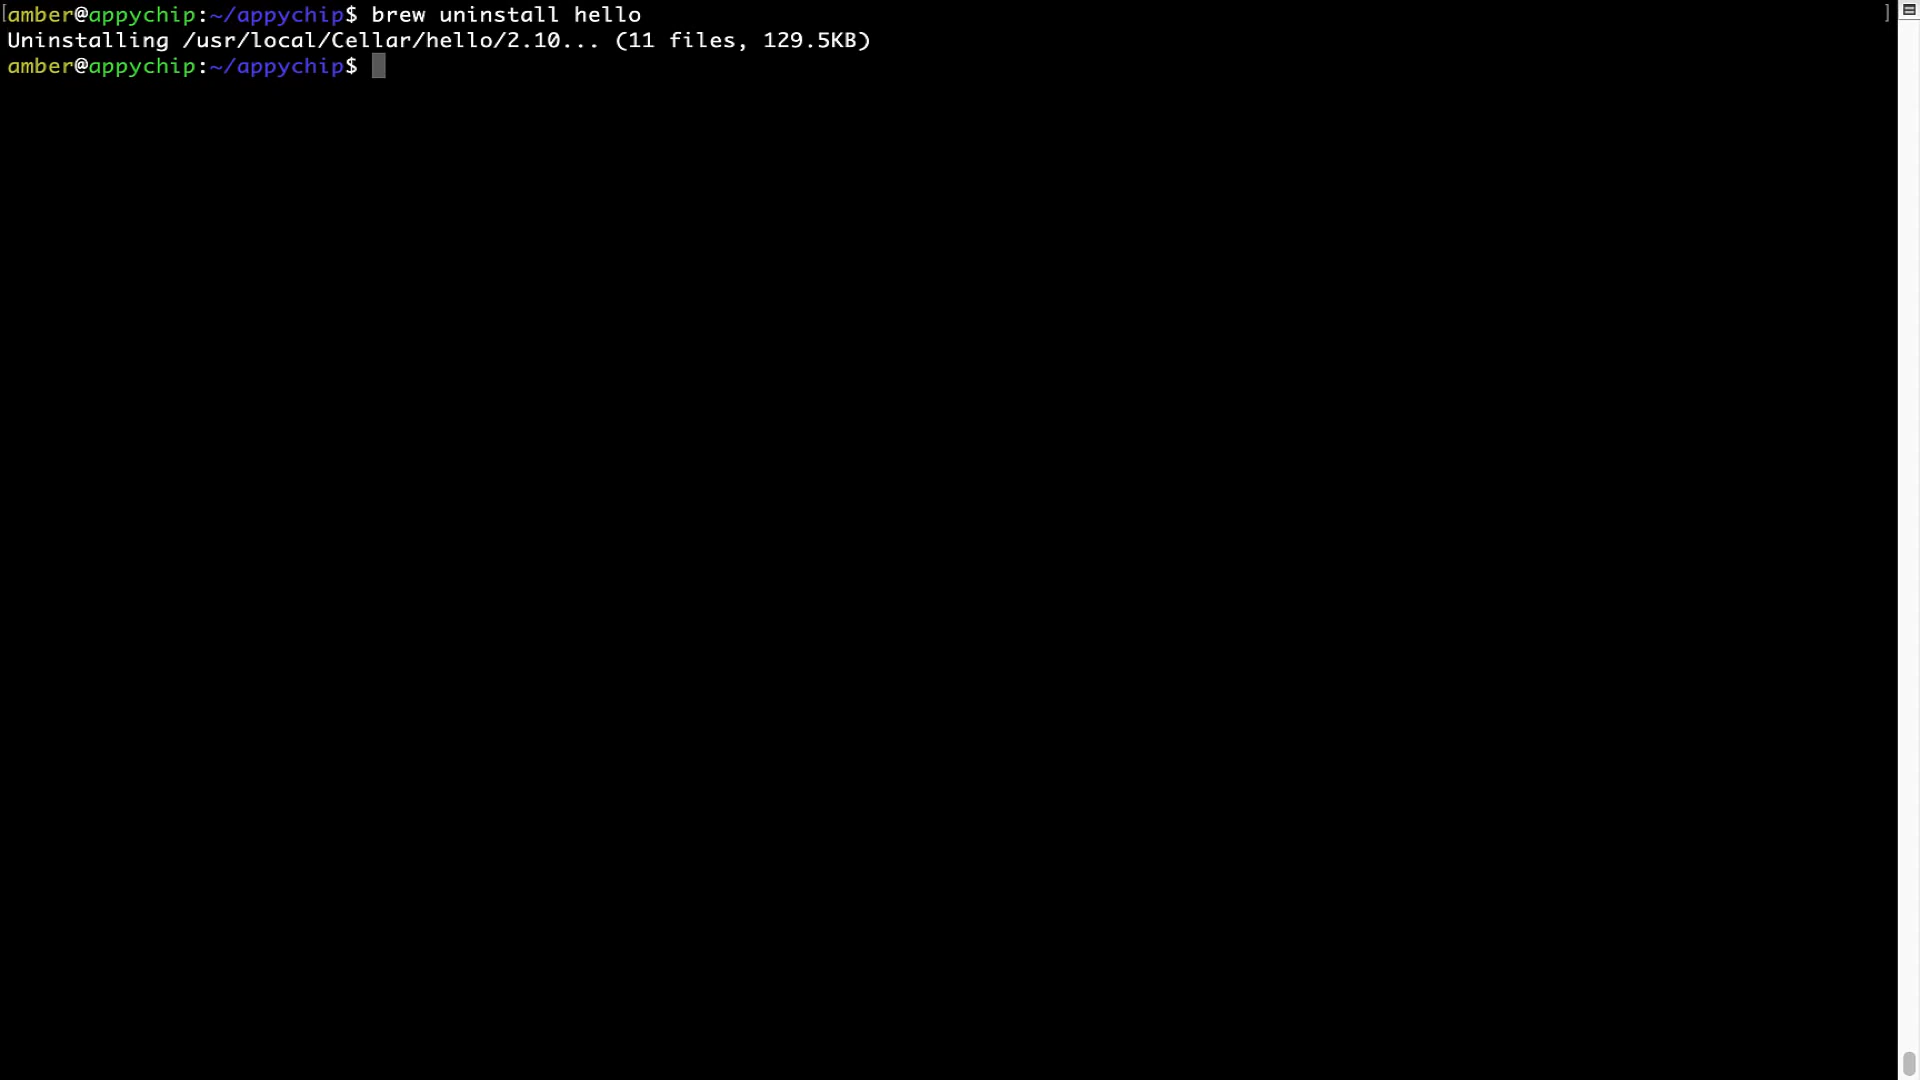 [amber@appychip:~/appychip$ brew uninstall hello ]
Uninstalling /usr/local/Cellar/hello/2.10... (11 files, 129.5KB)
amber@appychip:~/appychip$